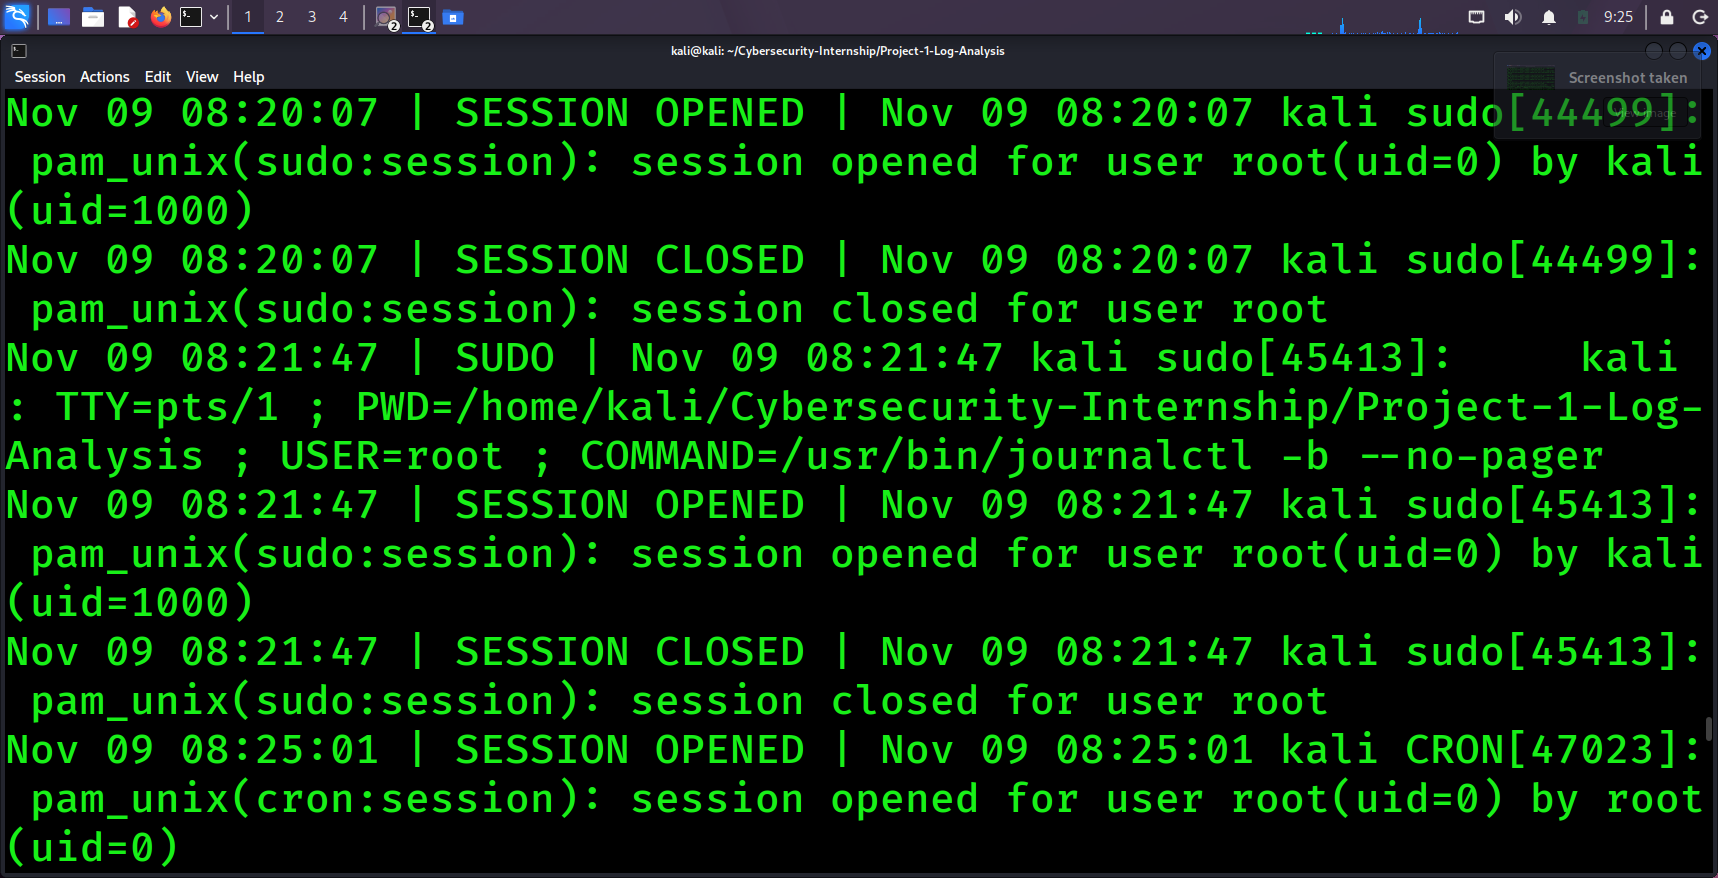 1 2 3 4 2 2 9:25
kali@kali: ~/Cybersecurity-Internship/Project-1-Log-Analysis
Session Actions Edit View Help
Screenshot taken
View image
Nov 09 08:20:07 | SESSION OPENED | Nov 09 08:20:07 kali sudo[44499]:
pam_unix(sudo:session): session opened for user root(uid=0) by kali
(uid=1000)
Nov 09 08:20:07 | SESSION CLOSED | Nov 09 08:20:07 kali sudo[44499]:
pam_unix(sudo:session): session closed for user root
Nov 09 08:21:47 | SUDO | Nov 09 08:21:47 kali sudo[45413]:     kali
: TTY=pts/1 ; PWD=/home/kali/Cybersecurity-Internship/Project-1-Log-
Analysis ; USER=root ; COMMAND=/usr/bin/journalctl -b --no-pager
Nov 09 08:21:47 | SESSION OPENED | Nov 09 08:21:47 kali sudo[45413]:
pam_unix(sudo:session): session opened for user root(uid=0) by kali
(uid=1000)
Nov 09 08:21:47 | SESSION CLOSED | Nov 09 08:21:47 kali sudo[45413]:
pam_unix(sudo:session): session closed for user root
Nov 09 08:25:01 | SESSION OPENED | Nov 09 08:25:01 kali CRON[47023]:
pam_unix(cron:session): session opened for user root(uid=0) by root
(uid=0)